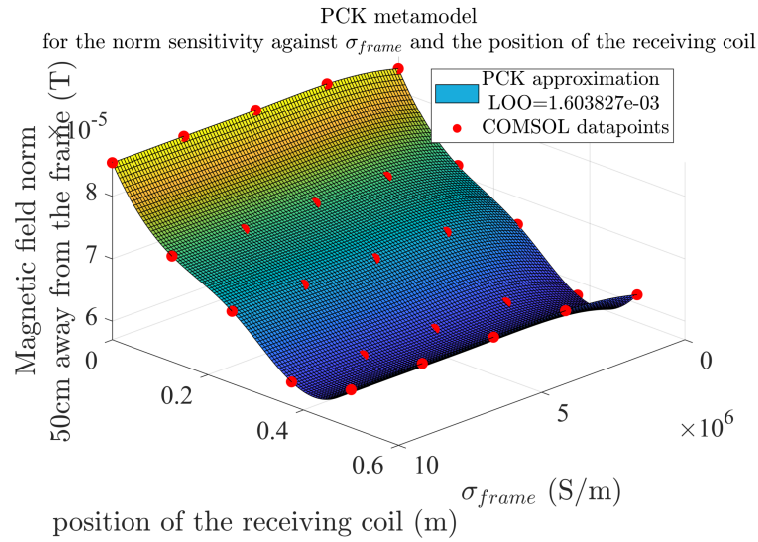 PCK metamodel
for the norm sensitivity against σ_frame and the position of the receiving coil
PCK approximation
LOO=1.603827e-03
COMSOL datapoints
×10^-5
8
7
6
Magnetic field norm
50cm away from the frame (T)
0
0.2
0.4
0.6
position of the receiving coil (m)
10
5
0
×10^6
σ_frame (S/m)